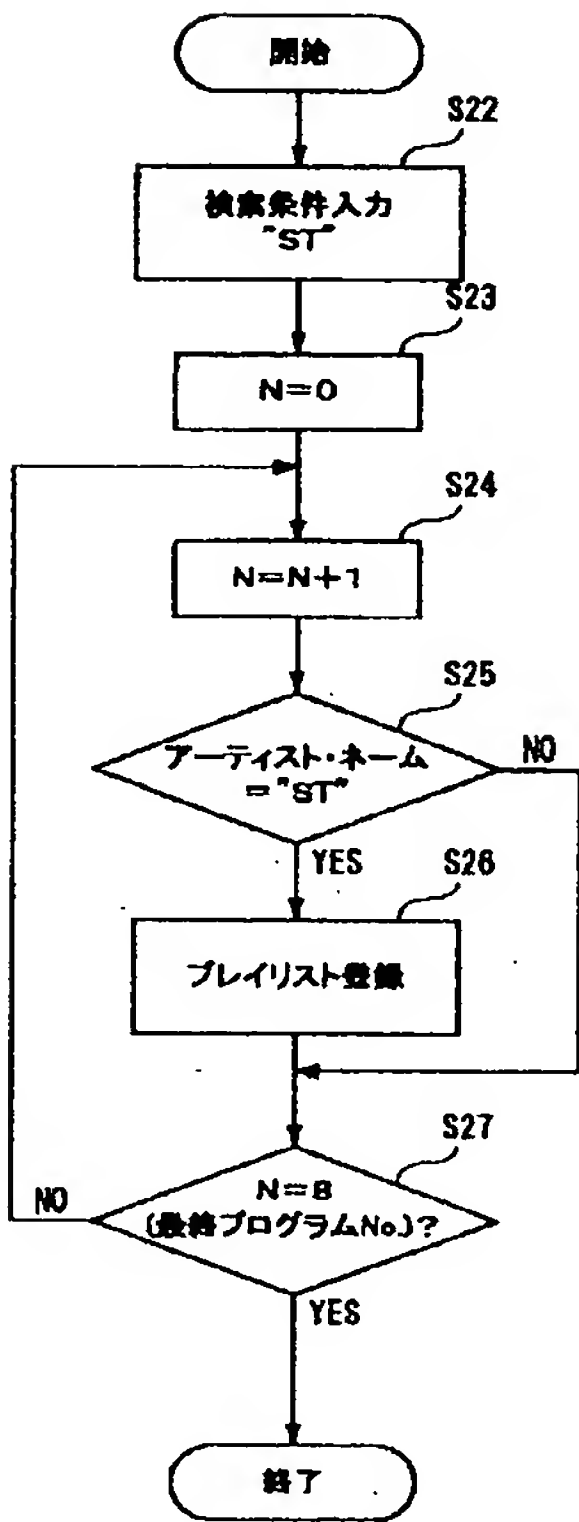 開始
S22
検索条件入力
"ST"
S23
N=0
S24
N=N+1
S25
アーティスト・ネーム
="ST"
NO
YES
S26
プレイリスト登録
S27
N=8
(最終プログラムNo.)?
NO
YES
終了